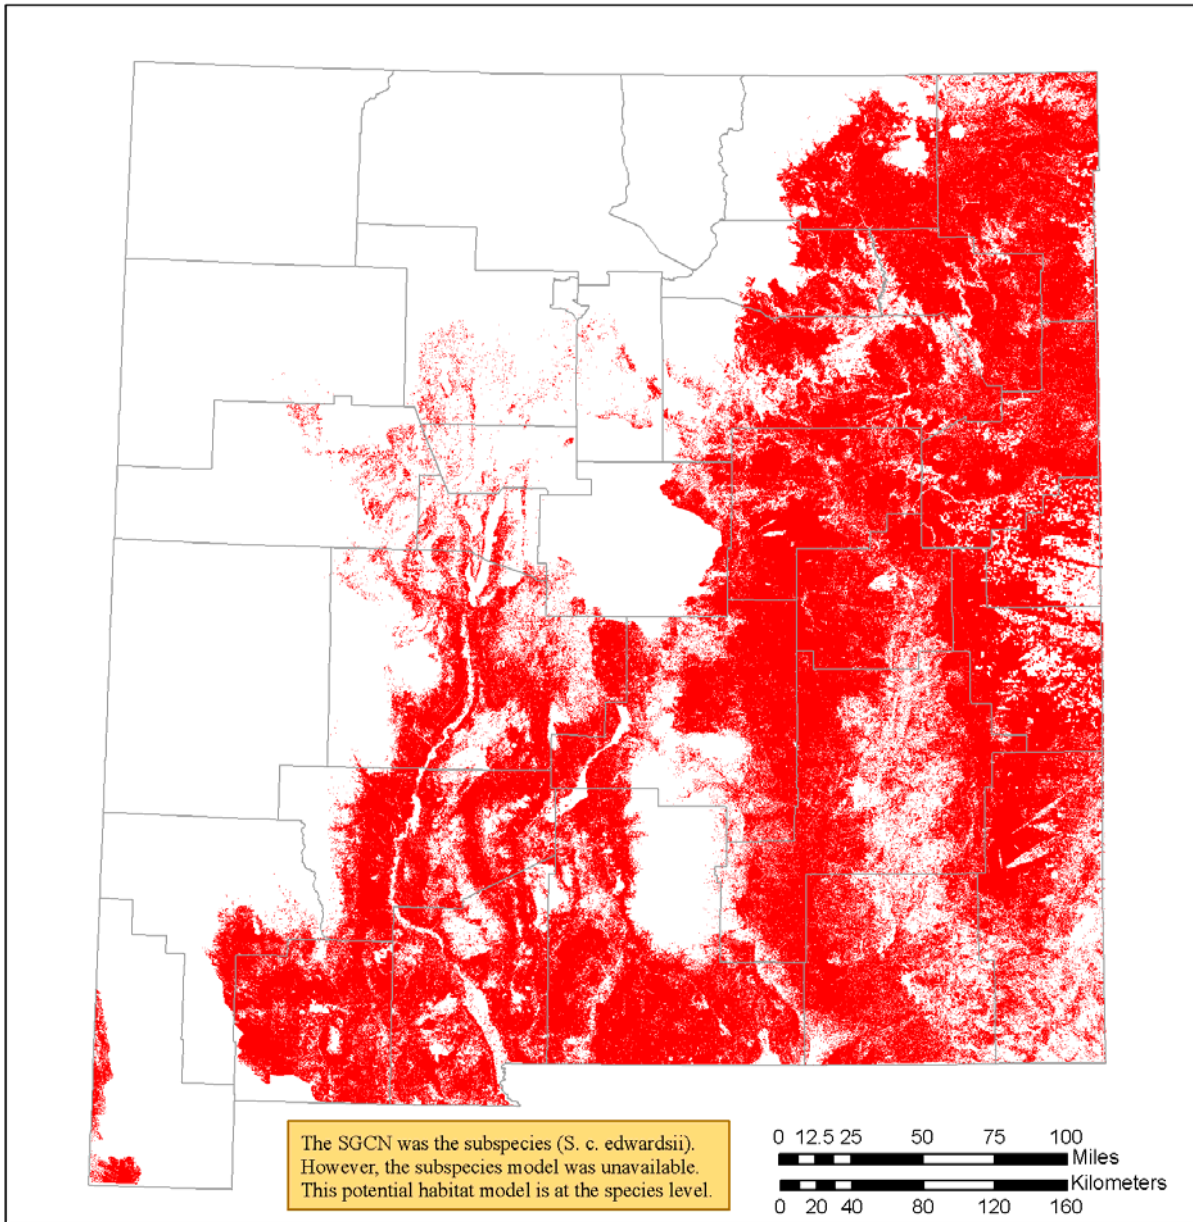 The SGCN was the subspecies (S. c. edwardsii).
However, the subspecies model was unavailable.
This potential habitat model is at the species level.
0 12.5 25 50 75 100
Miles
Kilometers
0 20 40 80 120 160